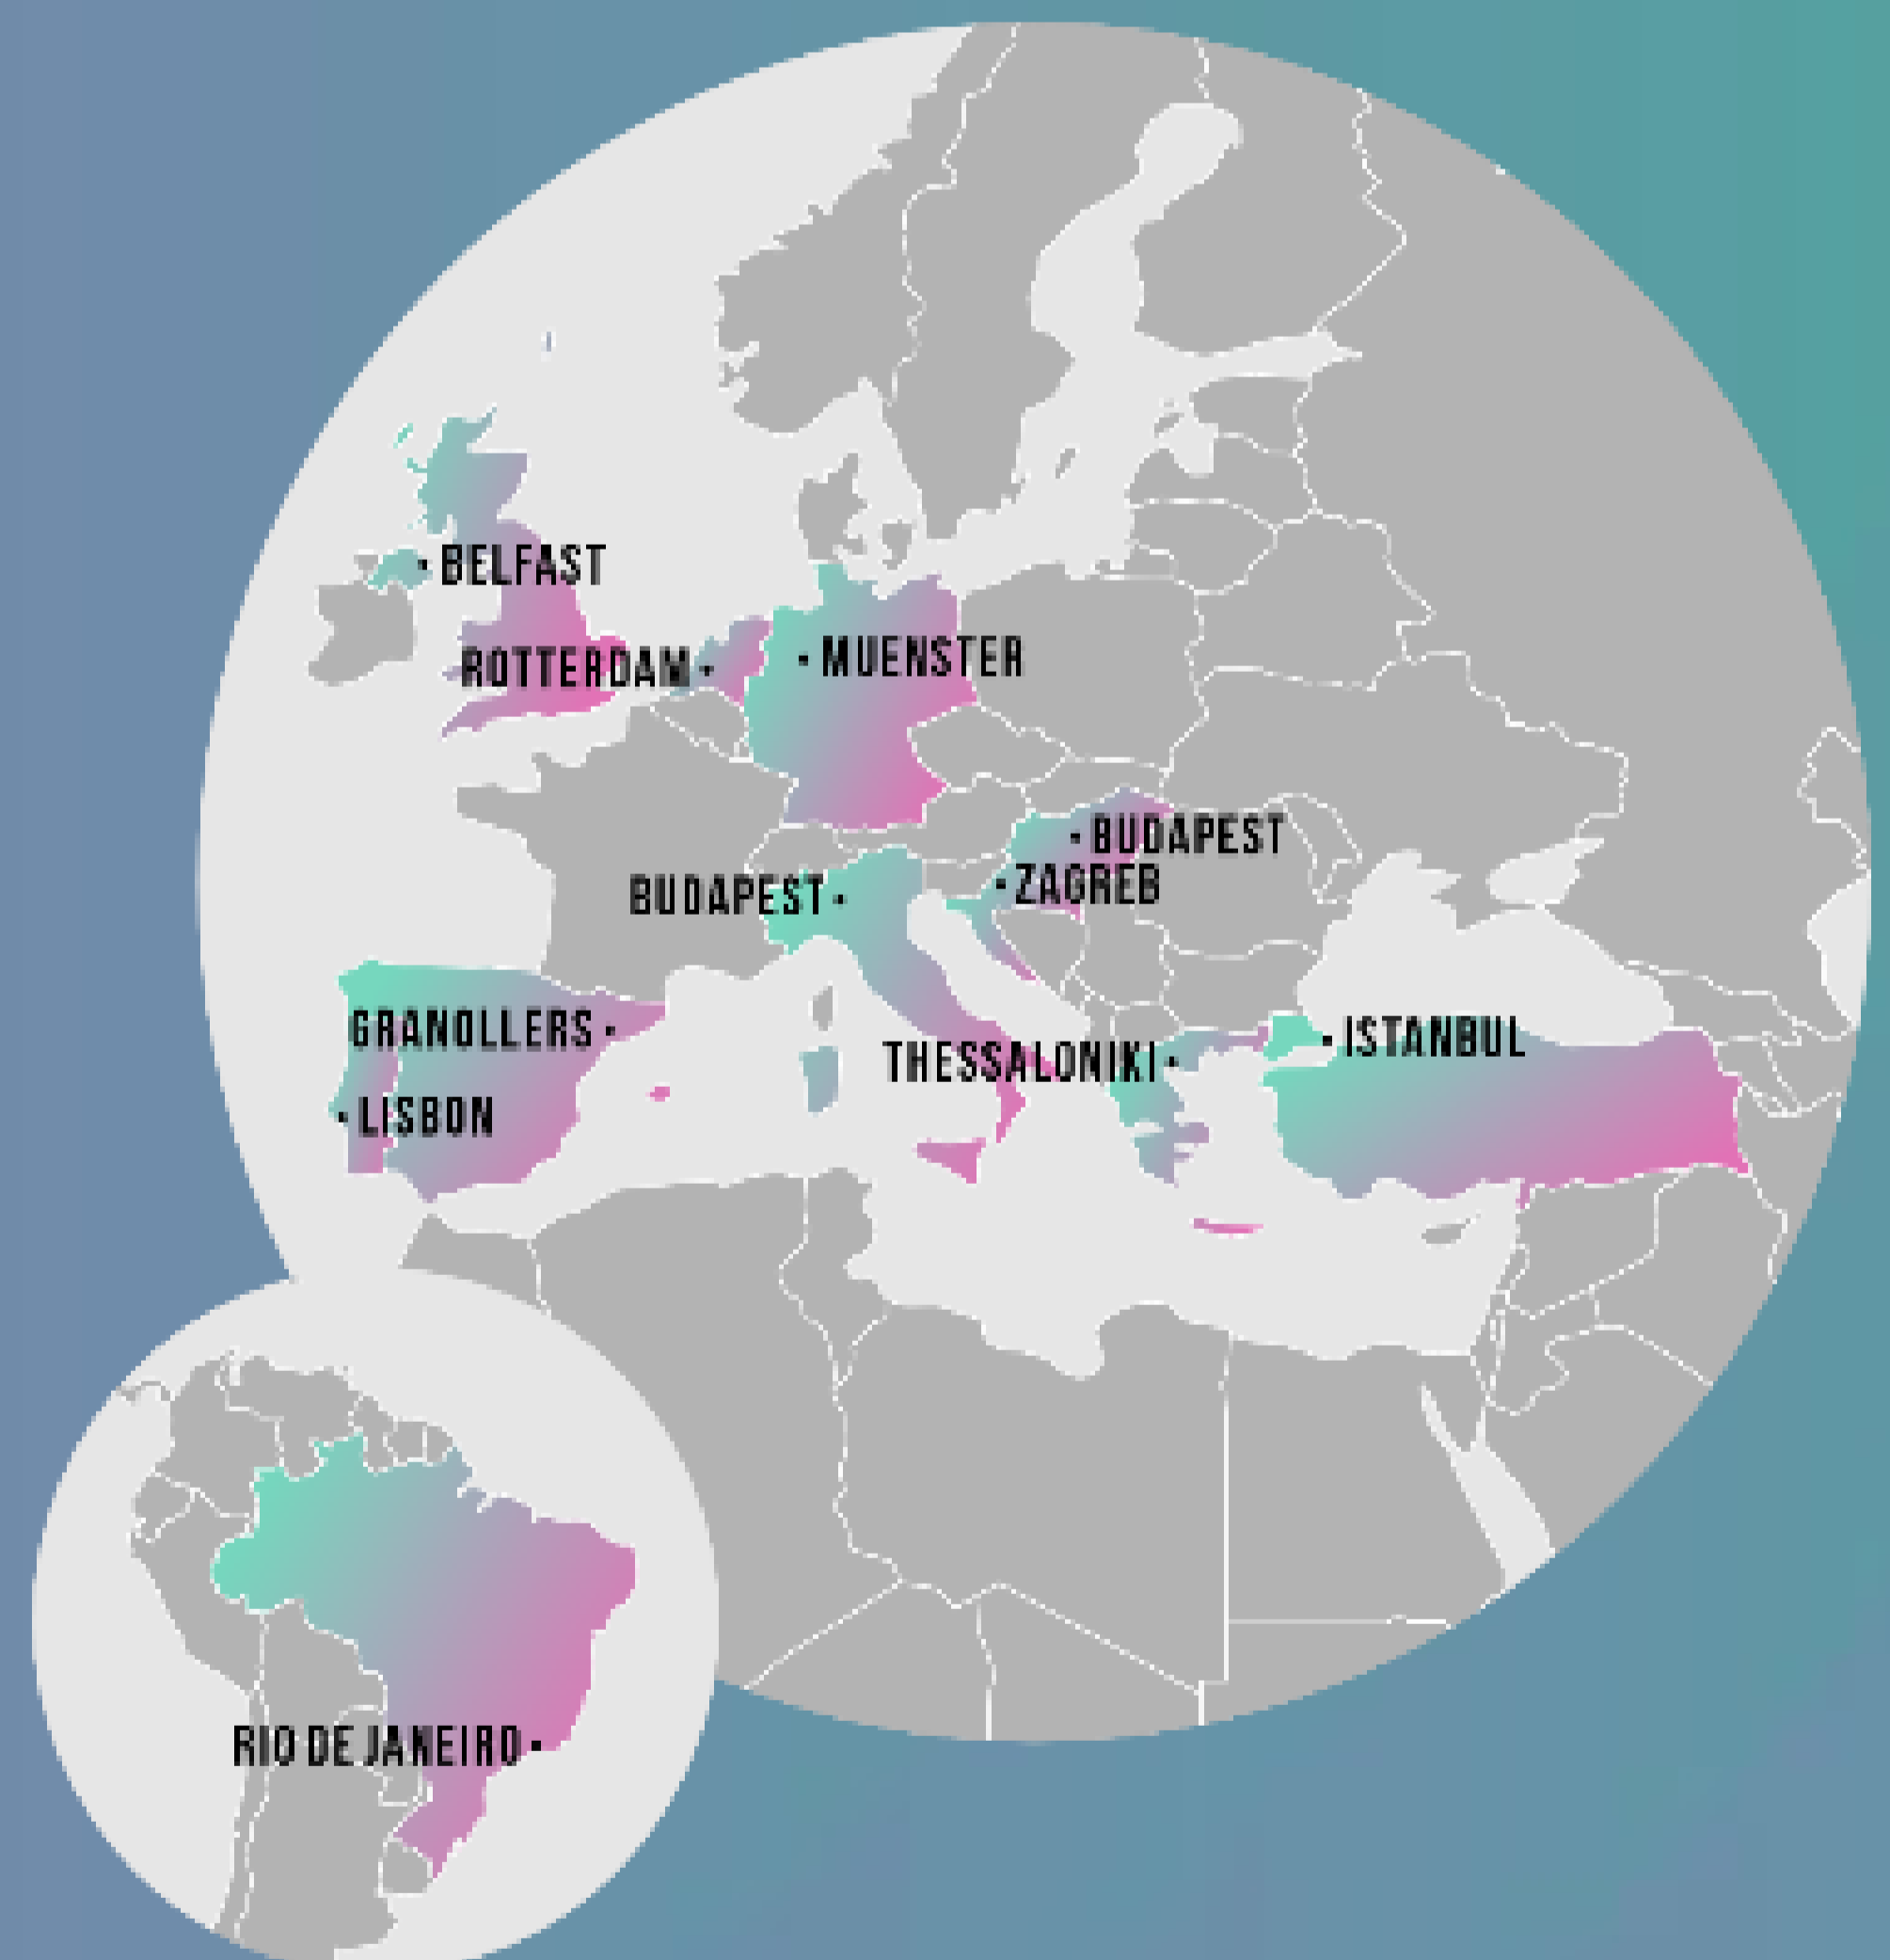 BELFAST
ROTTERDAM
MUENSTER
BUDAPEST
ZAGREB
BUDAPEST
GRANOLLERS
ISTANBUL
THESSALONIKI
LISBON
RIO DE JANEIRO